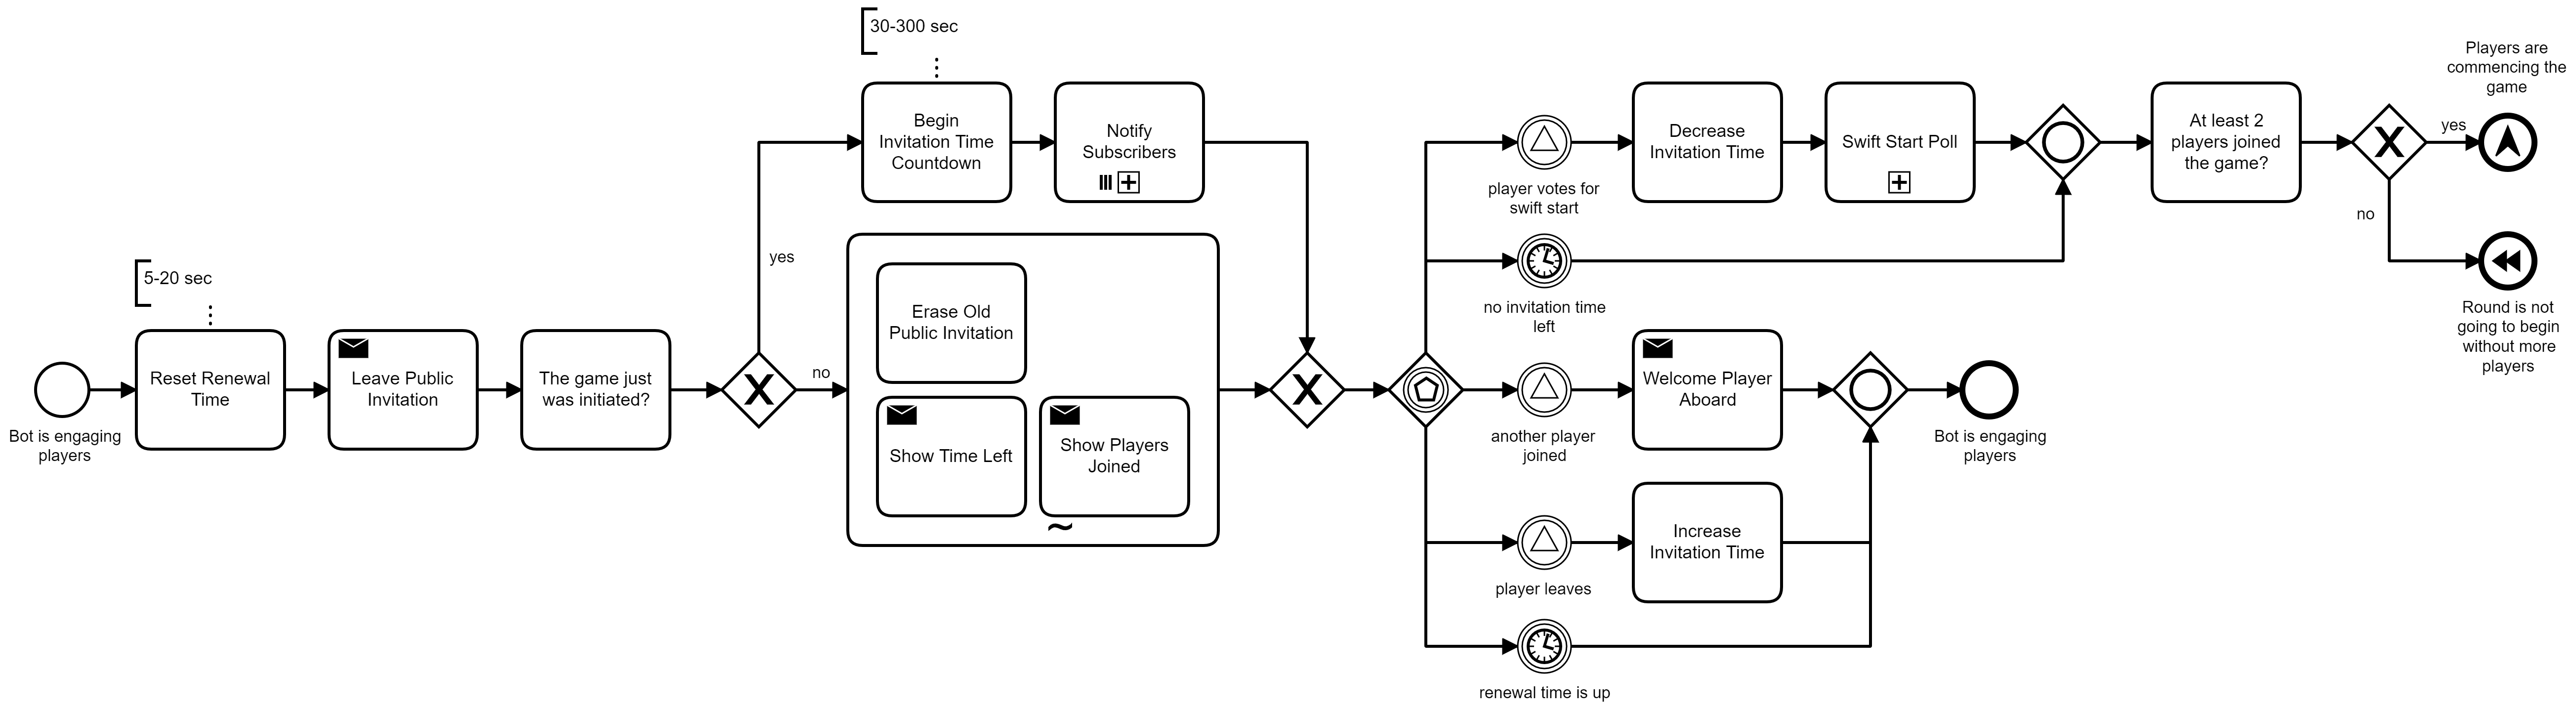 30-300 sec
Begin
Invitation Time
Countdown
Notify
Subscribers
yes
5-20 sec
Bot is engaging
players
Reset Renewal
Time
Leave Public
Invitation
The game just
was initiated?
no
Erase Old
Public Invitation
Show Time Left
Show Players
Joined
player votes for
swift start
Decrease
Invitation Time
Swift Start Poll
no invitation time
left
another player
joined
Welcome Player
Aboard
Bot is engaging
players
player leaves
Increase
Invitation Time
renewal time is up
At least 2
players joined
the game?
yes
Players are
commencing the
game
no
Round is not
going to begin
without more
players